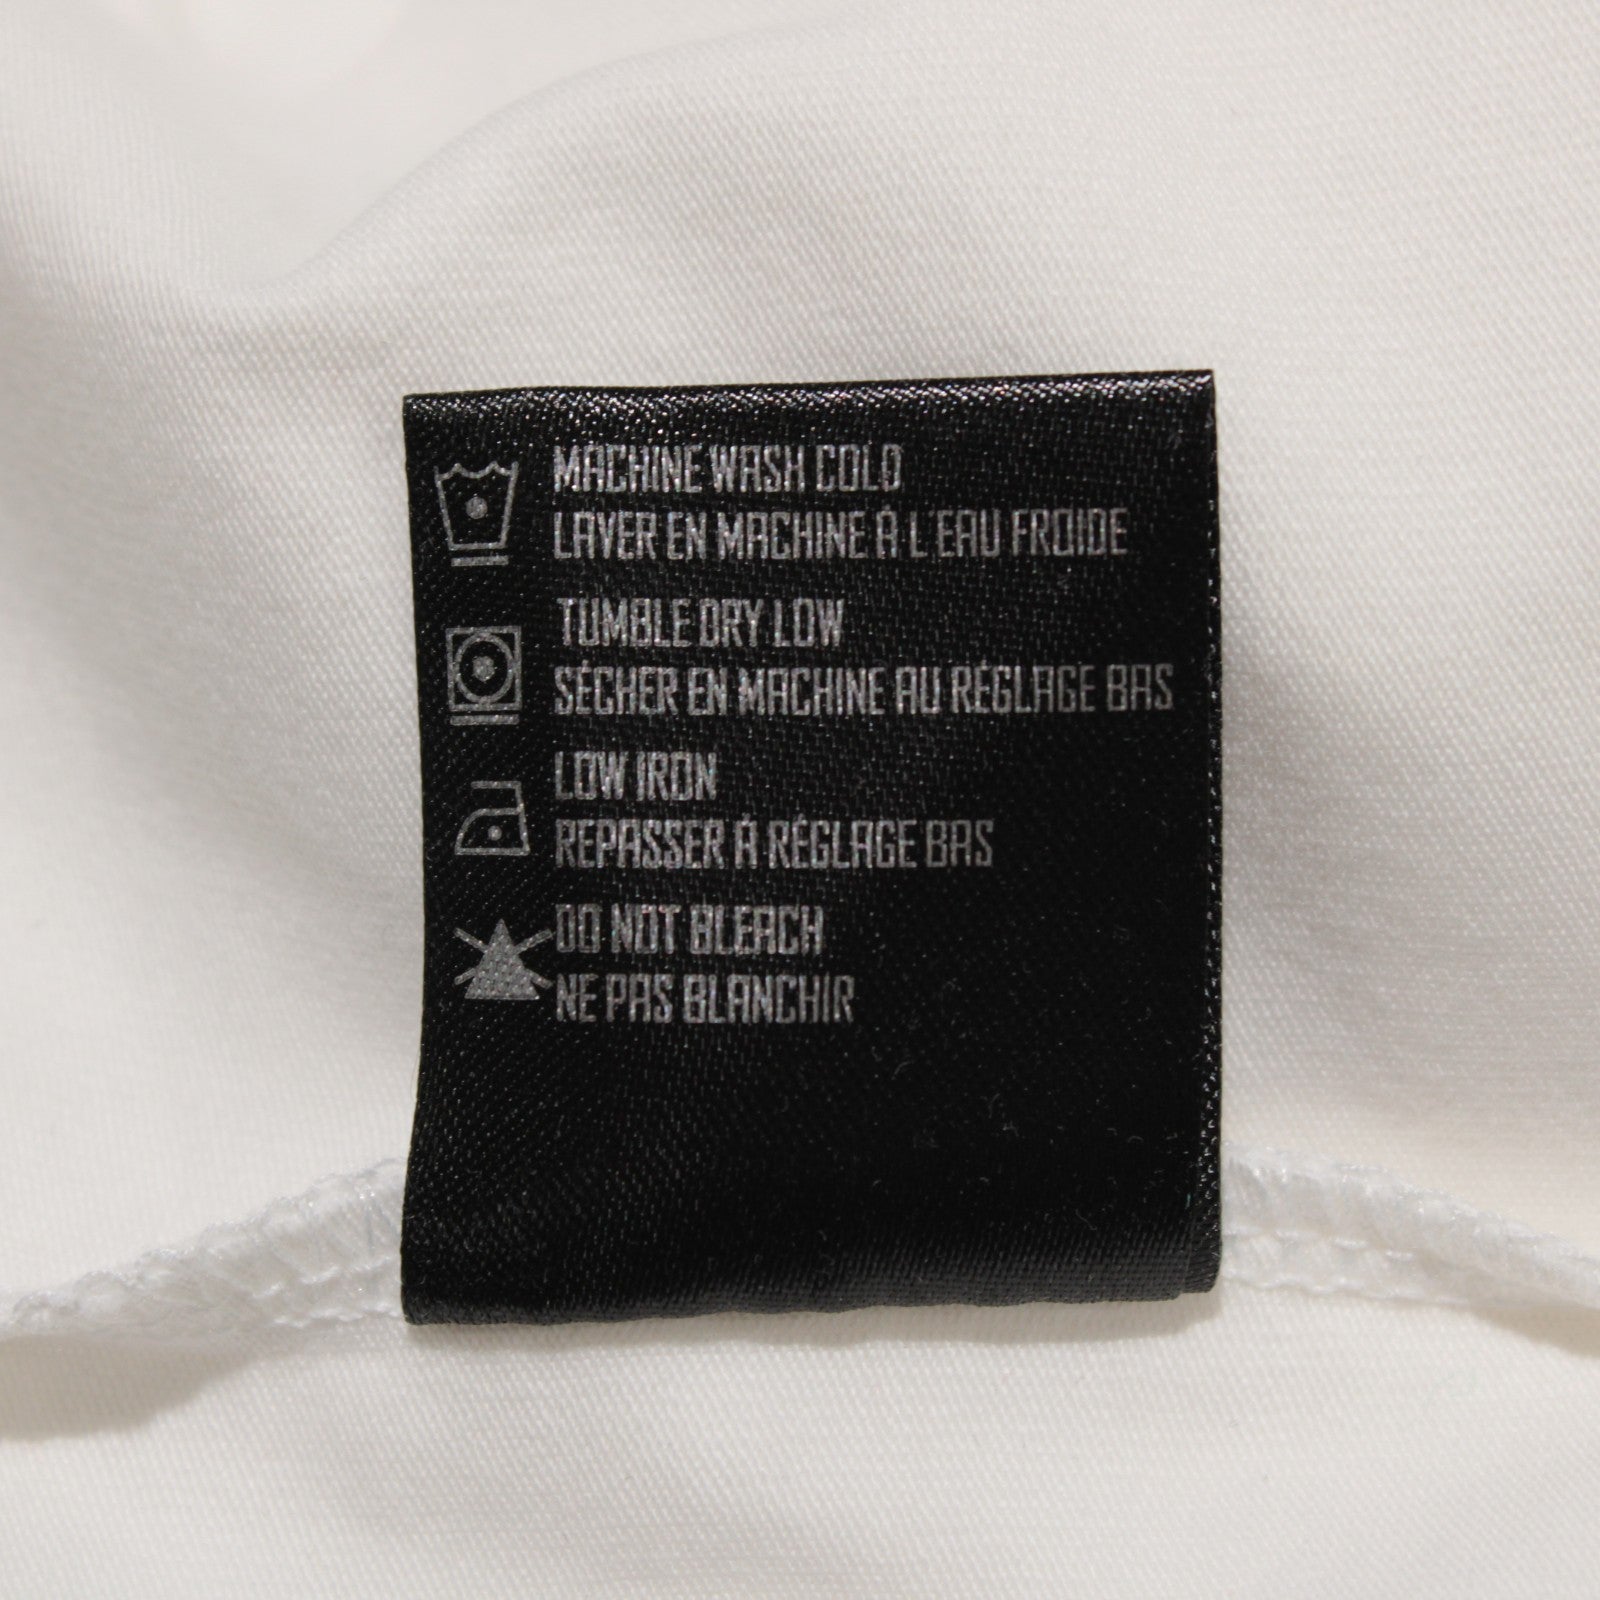 MACHINE WASH COLD
LAVER EN MACHINE À L'EAU FROIDE
TUMBLE DRY LOW
SÉCHER EN MACHINE AU RÉGLAGE BAS
LOW IRON
REPASSER À RÉGLAGE BAS
DO NOT BLEACH
NE PAS BLANCHIR